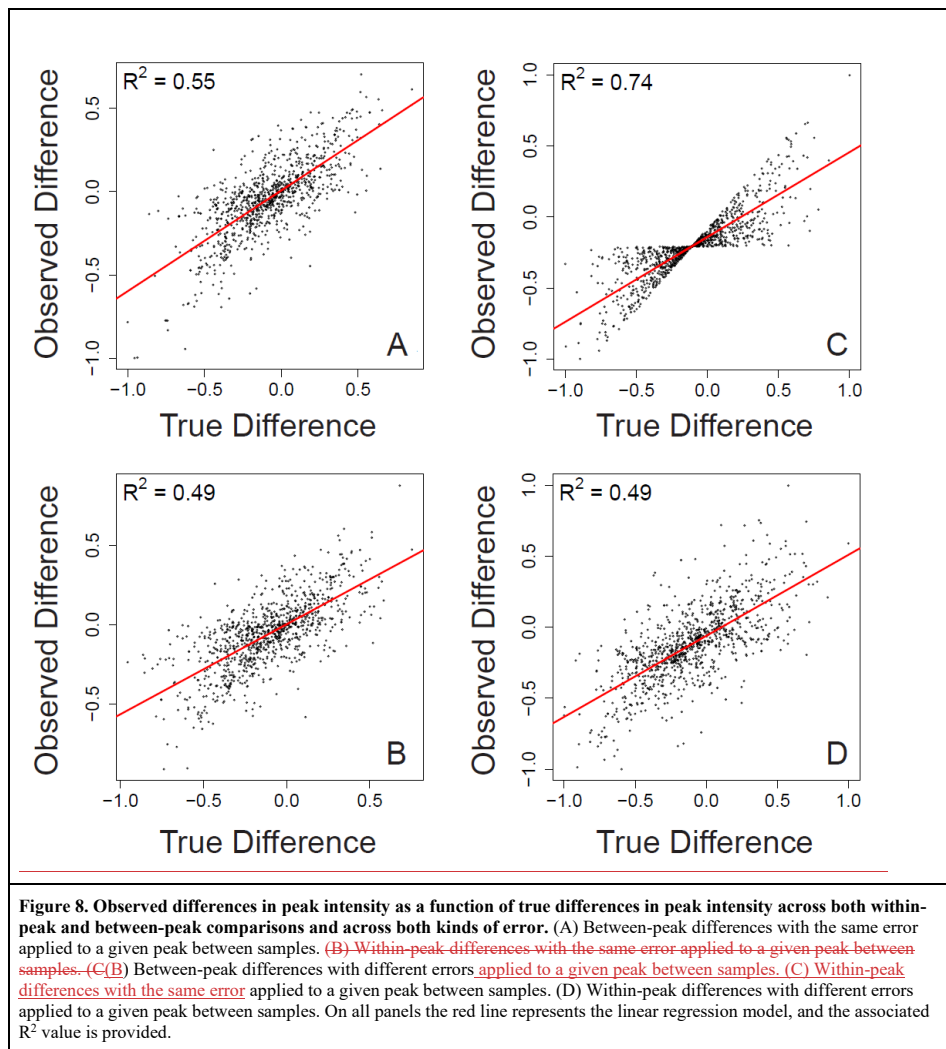 R² = 0.55
Observed Difference
0.5
0.0
−0.5
−1.0
A
−1.0 −0.5 0.0 0.5
True Difference
R² = 0.74
Observed Difference
1.0
0.5
0.0
−0.5
−1.0
C
−1.0 −0.5 0.0 0.5 1.0
True Difference
R² = 0.49
Observed Difference
0.5
0.0
−0.5
B
−1.0 −0.5 0.0 0.5
True Difference
R² = 0.49
Observed Difference
1.0
0.5
0.0
−0.5
−1.0
D
−1.0 −0.5 0.0 0.5 1.0
True Difference
Figure 8. Observed differences in peak intensity as a function of true differences in peak intensity across both within-
peak and between-peak comparisons and across both kinds of error. (A) Between-peak differences with the same error
applied to a given peak between samples. (B) Within-peak differences with the same error applied to a given peak between
samples. (C(B) Between-peak differences with different errors applied to a given peak between samples. (C) Within-peak
differences with the same error applied to a given peak between samples. (D) Within-peak differences with different errors
applied to a given peak between samples. On all panels the red line represents the linear regression model, and the associated
R² value is provided.